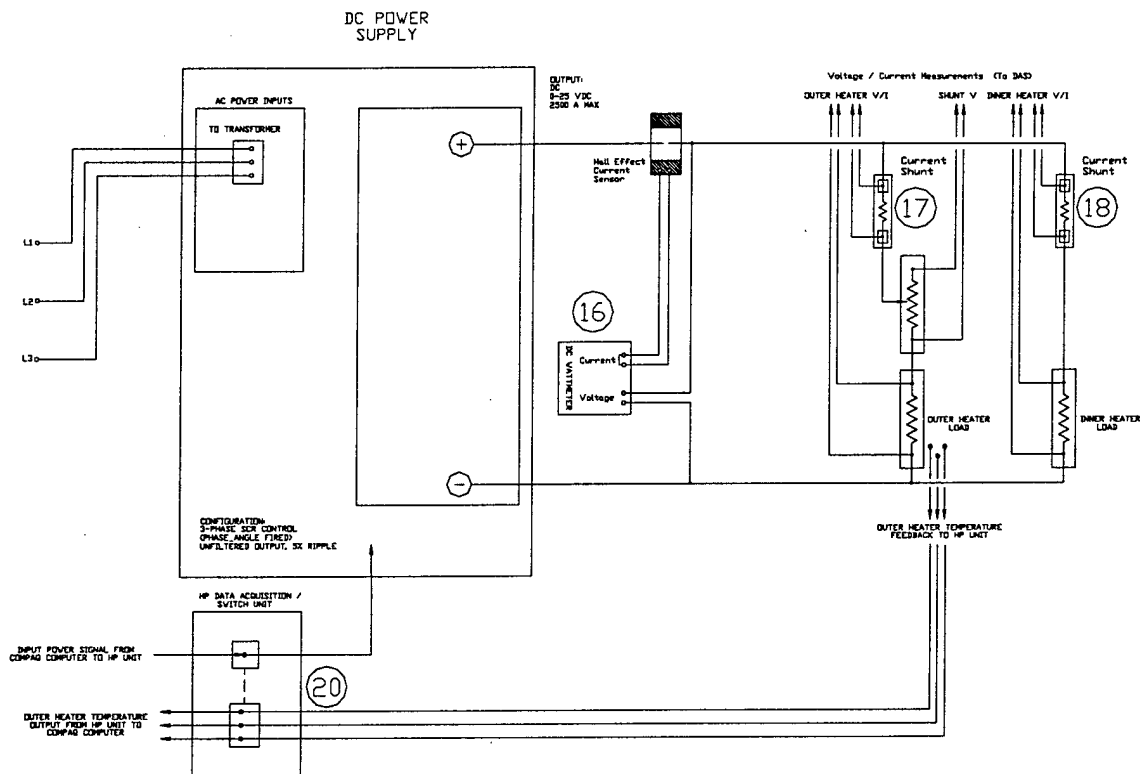 DC POWER
SUPPLY
OUTPUT:
DC
0-25 VDC
2500 A MAX
Voltage / Current Measurements (To DAS)
OUTER HEATER V/I
SHUNT V
INNER HEATER V/I
AC POWER INPUTS
TO TRANSFORMER
+
Hall Effect
Current
Sensor
Current
Shunt
17
Current
Shunt
18
L1
L2
L3
16
DC WATTMETER
Current
Voltage
OUTER HEATER
LOAD
INNER HEATER
LOAD
-
CONFIGURATION:
3-PHASE SCR CONTROL
(PHASE_ANGLE FIRED)
UNFILTERED OUTPUT, 5% RIPPLE
OUTER HEATER TEMPERATURE
FEEDBACK TO HP UNIT
HP DATA ACQUISITION /
SWITCH UNIT
INPUT POWER SIGNAL FROM
COMPAQ COMPUTER TO HP UNIT
20
OUTER HEATER TEMPERATURE
OUTPUT FROM HP UNIT TO
COMPAQ COMPUTER